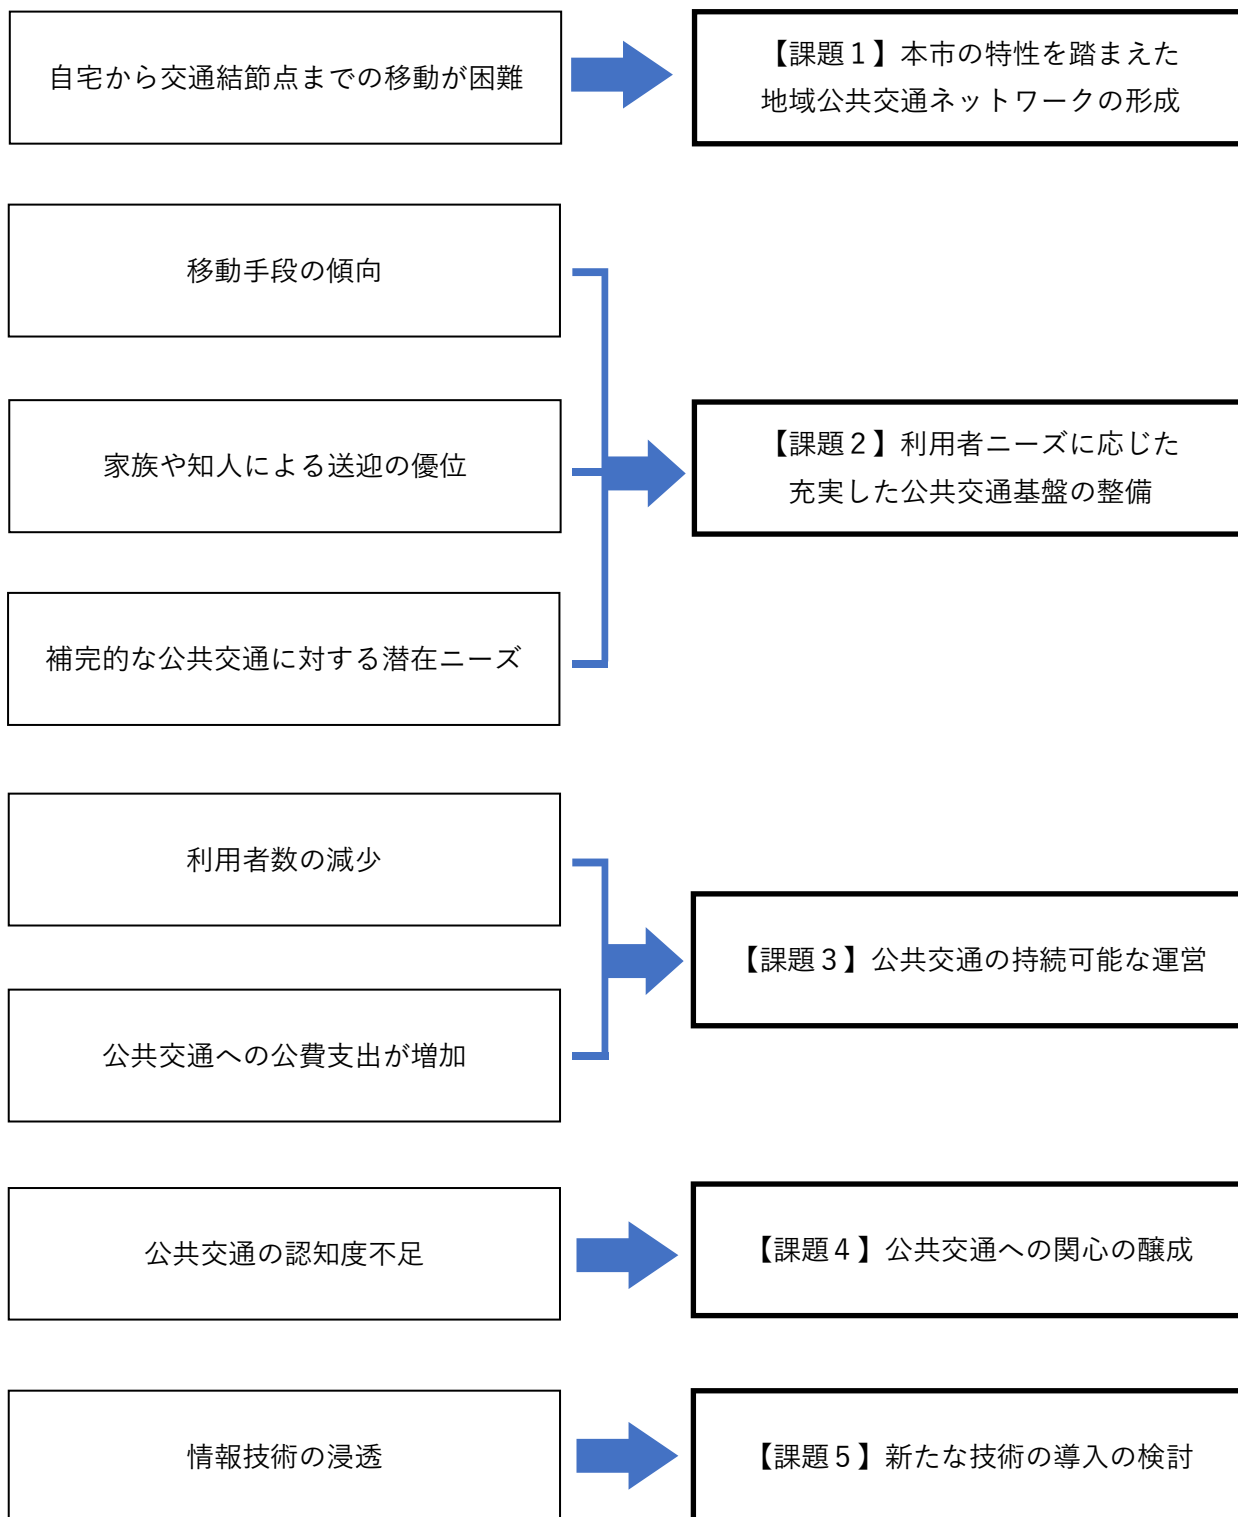 自宅から交通結節点までの移動が困難
【課題１】本市の特性を踏まえた
地域公共交通ネットワークの形成
移動手段の傾向
家族や知人による送迎の優位
補完的な公共交通に対する潜在ニーズ
【課題２】利用者ニーズに応じた
充実した公共交通基盤の整備
利用者数の減少
公共交通への公費支出が増加
【課題３】公共交通の持続可能な運営
公共交通の認知度不足
【課題４】公共交通への関心の醸成
情報技術の浸透
【課題５】新たな技術の導入の検討